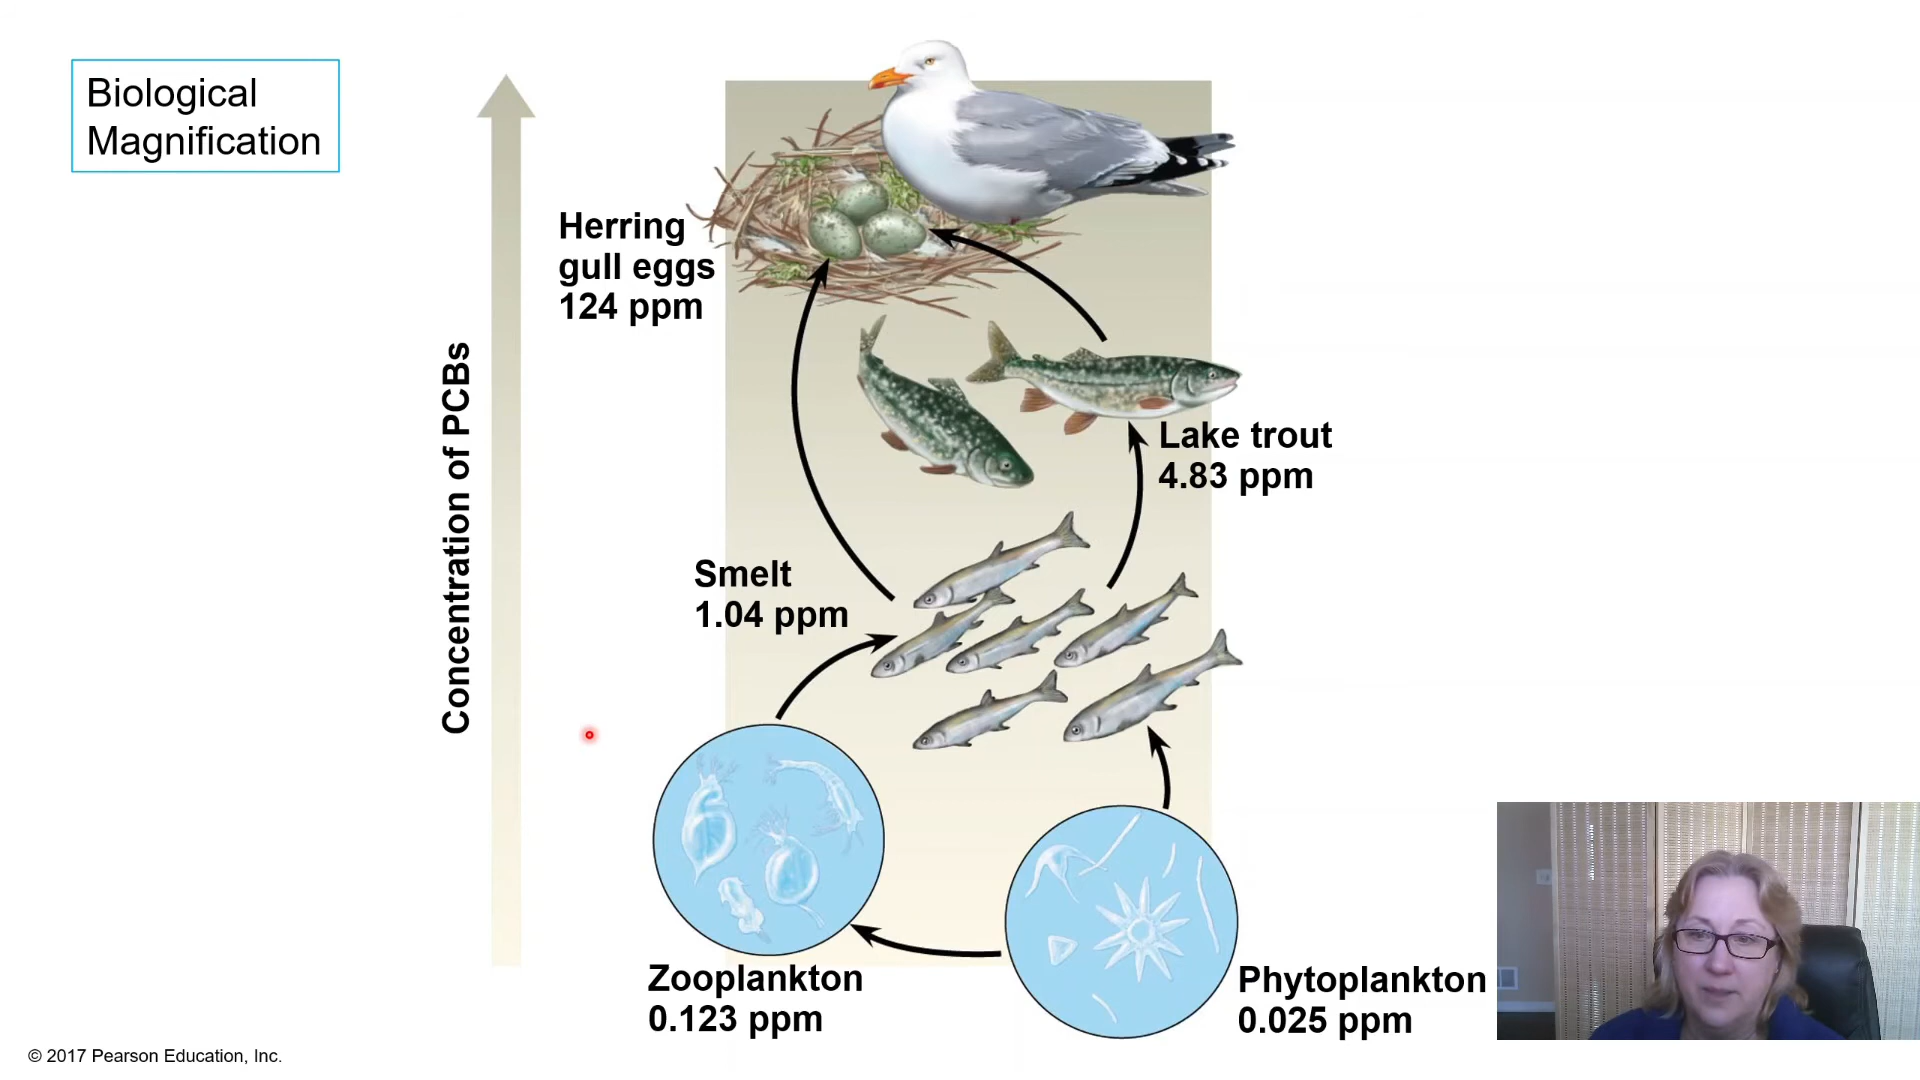 Biological
Magnification
Concentration of PCBs
Herring
gull eggs
124 ppm
Lake trout
4.83 ppm
Smelt
1.04 ppm
Zooplankton
0.123 ppm
Phytoplankton
0.025 ppm
© 2017 Pearson Education, Inc.